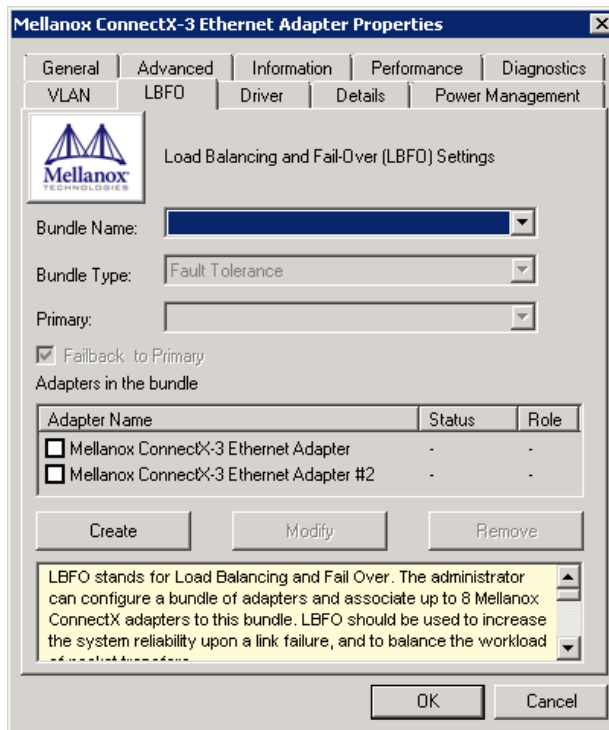 Mellanox ConnectX-3 Ethernet Adapter Properties
General Advanced Information Performance Diagnostics
VLAN LBFO Driver Details Power Management
Mellanox
TECHNOLOGIES
Load Balancing and Fail-Over (LBFO) Settings
Bundle Name:
Bundle Type: Fault Tolerance
Primary:
Failback to Primary
Adapters in the bundle
Adapter Name Status Role
Mellanox ConnectX-3 Ethernet Adapter - -
Mellanox ConnectX-3 Ethernet Adapter #2 - -
Create Modify Remove
LBFO stands for Load Balancing and Fail Over. The administrator
can configure a bundle of adapters and associate up to 8 Mellanox
ConnectX adapters to this bundle. LBFO should be used to increase
the system reliability upon a link failure, and to balance the workload
OK Cancel